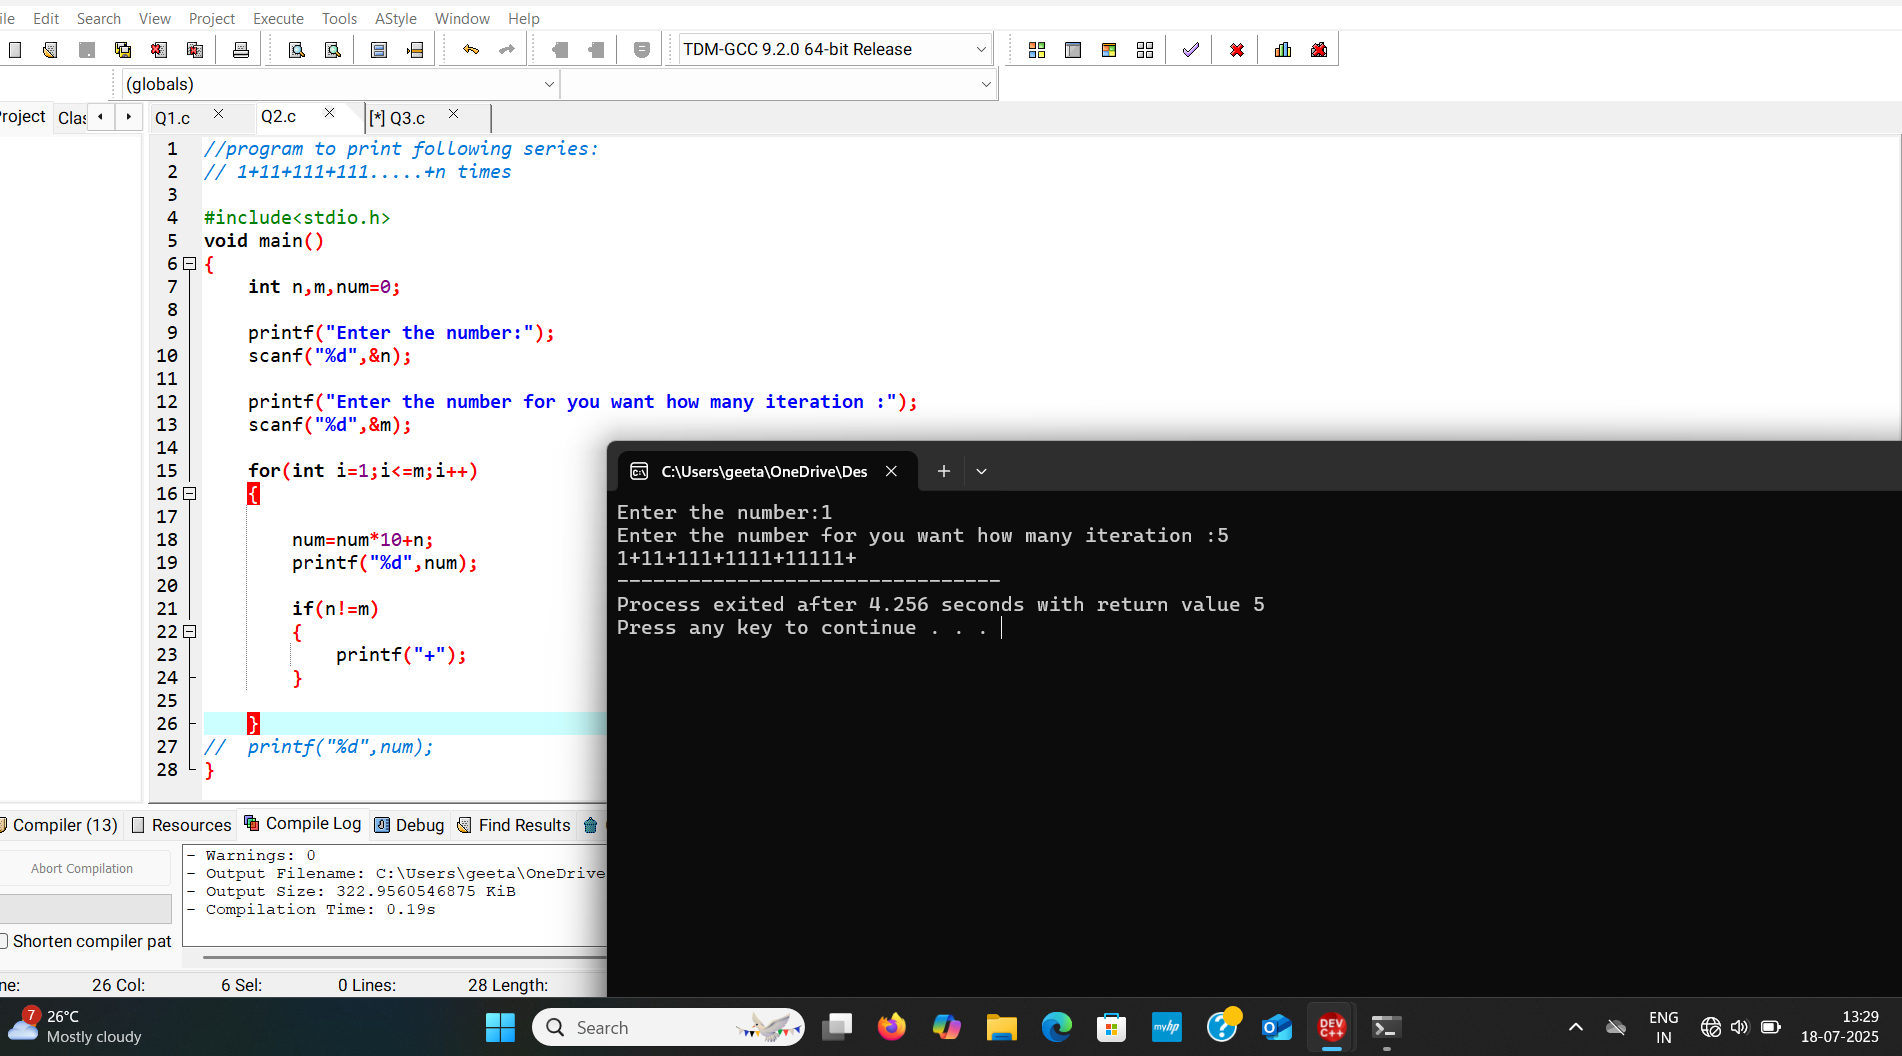 ile Edit Search View Project Execute Tools AStyle Window Help
TDM-GCC 9.2.0 64-bit Release
(globals)
Project Clas Q1.c Q2.c [*] Q3.c
1 //program to print following series:
2 // 1+11+111+111.....+n times
3
4 #include<stdio.h>
5 void main()
6 {
7 int n,m,num=0;
8
9 printf("Enter the number:");
10 scanf("%d",&n);
11
12 printf("Enter the number for you want how many iteration :");
13 scanf("%d",&m);
14
15 for(int i=1;i<=m;i++)
16 {
17
18 num=num*10+n;
19 printf("%d",num);
20
21 if(n!=m)
22 {
23 printf("+");
24 }
25
26 }
27 // printf("%d",num);
28 }
C:\Users\geeta\OneDrive\Des
Enter the number:1
Enter the number for you want how many iteration :5
1+11+111+1111+11111+
--------------------------------
Process exited after 4.256 seconds with return value 5
Press any key to continue . . .
Compiler (13) Resources Compile Log Debug Find Results
Abort Compilation
Shorten compiler pat
- Warnings: 0
- Output Filename: C:\Users\geeta\OneDrive
- Output Size: 322.9560546875 KiB
- Compilation Time: 0.19s
ne: 26 Col: 6 Sel: 0 Lines: 28 Length:
7
26°C
Mostly cloudy
Search
myhp
DEV C++
ENG
IN
13:29
18-07-2025